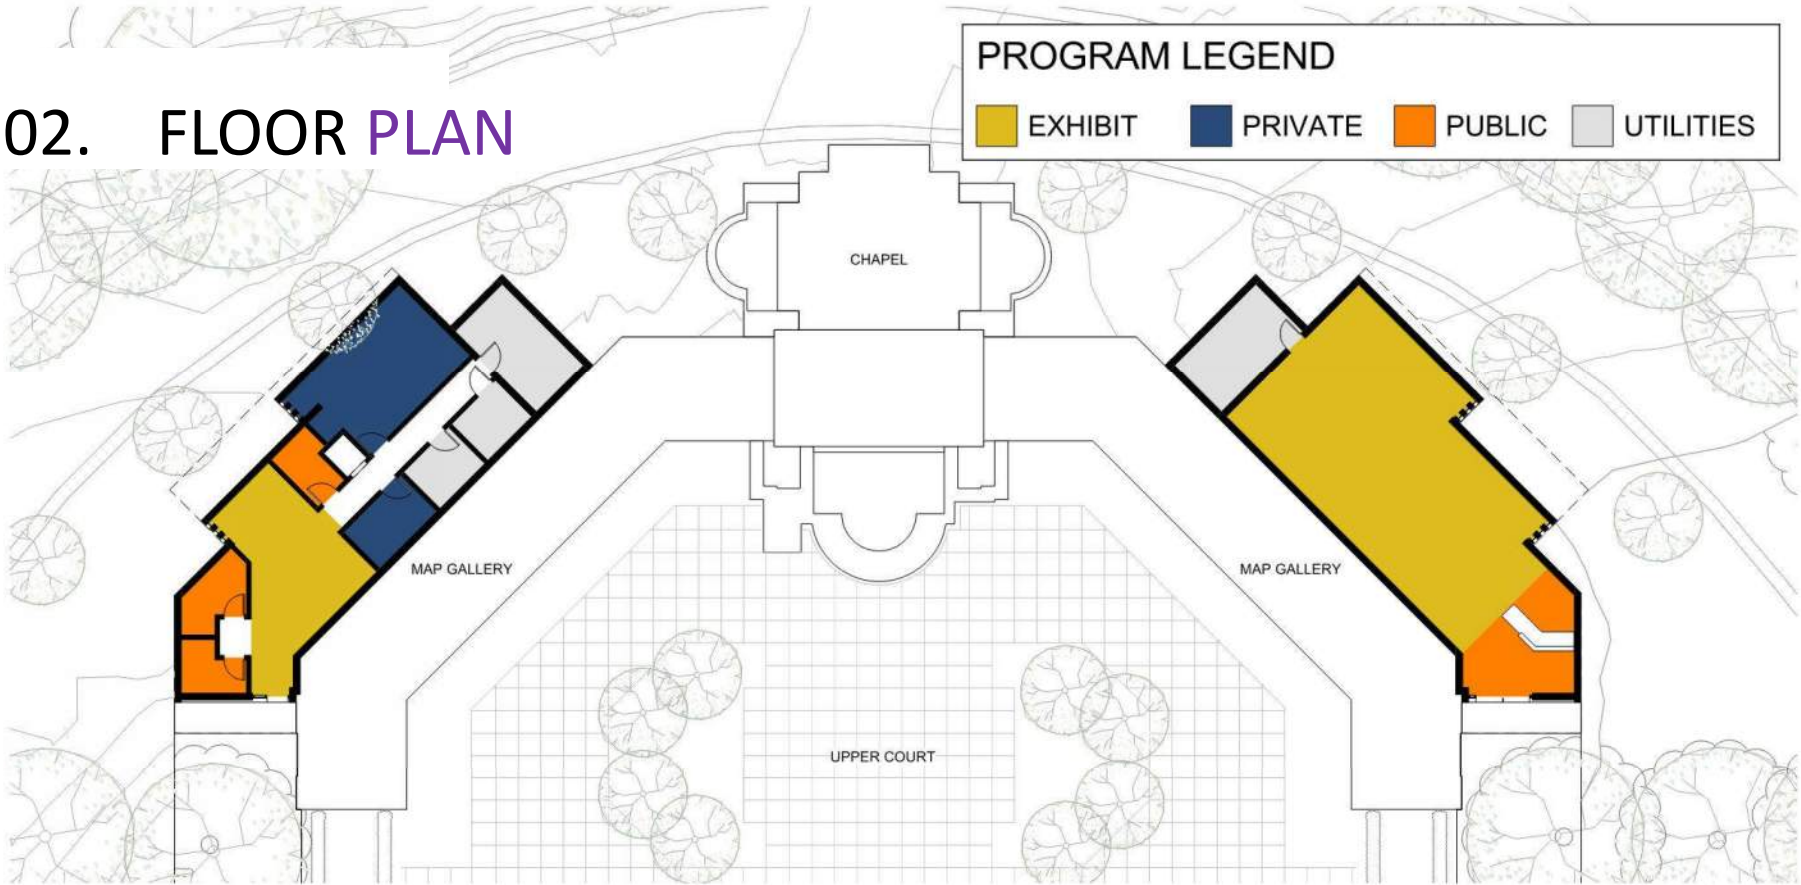 02. FLOOR PLAN
PROGRAM LEGEND
EXHIBIT PRIVATE PUBLIC UTILITIES
CHAPEL
MAP GALLERY
MAP GALLERY
UPPER COURT